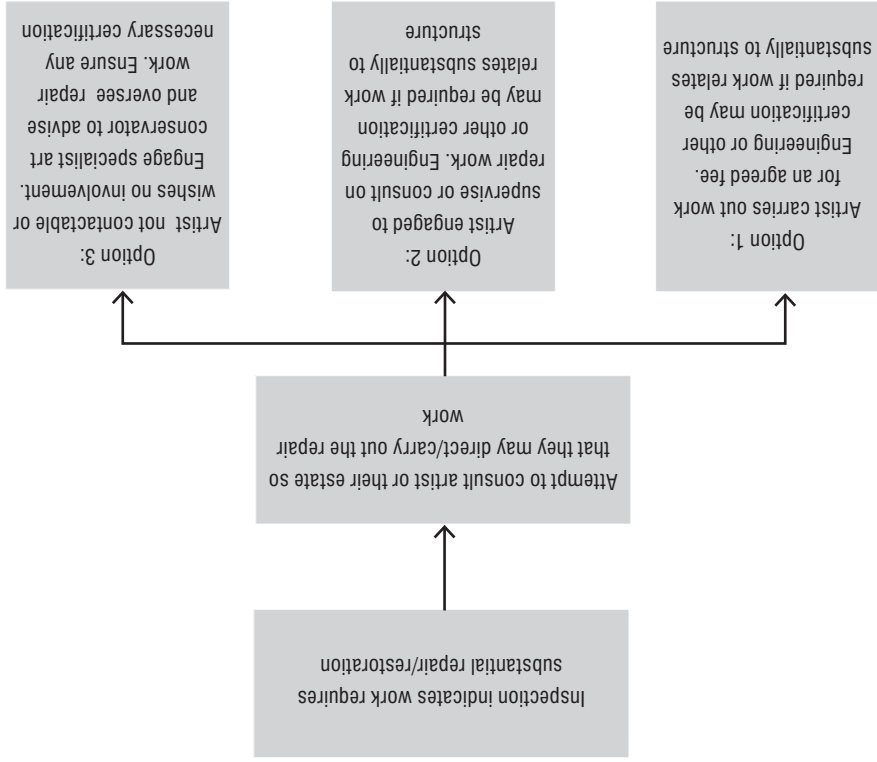 Inspection indicates work requires
substantial repair/restoration
Attempt to consult artist or their estate so
that they may direct/carry out the repair
work
Option 1:
Artist carries out work
for an agreed fee.
Engineering or other
certification may be
required if work relates
substantially to structure
Option 2:
Artist engaged to
supervise or consult on
repair work. Engineering
or other certification
may be required if work
relates substantially to
structure
Option 3:
Artist not contactable or
wishes no involvement.
Engage specialist art
conservator to advise
and oversee repair
work. Ensure any
necessary certification